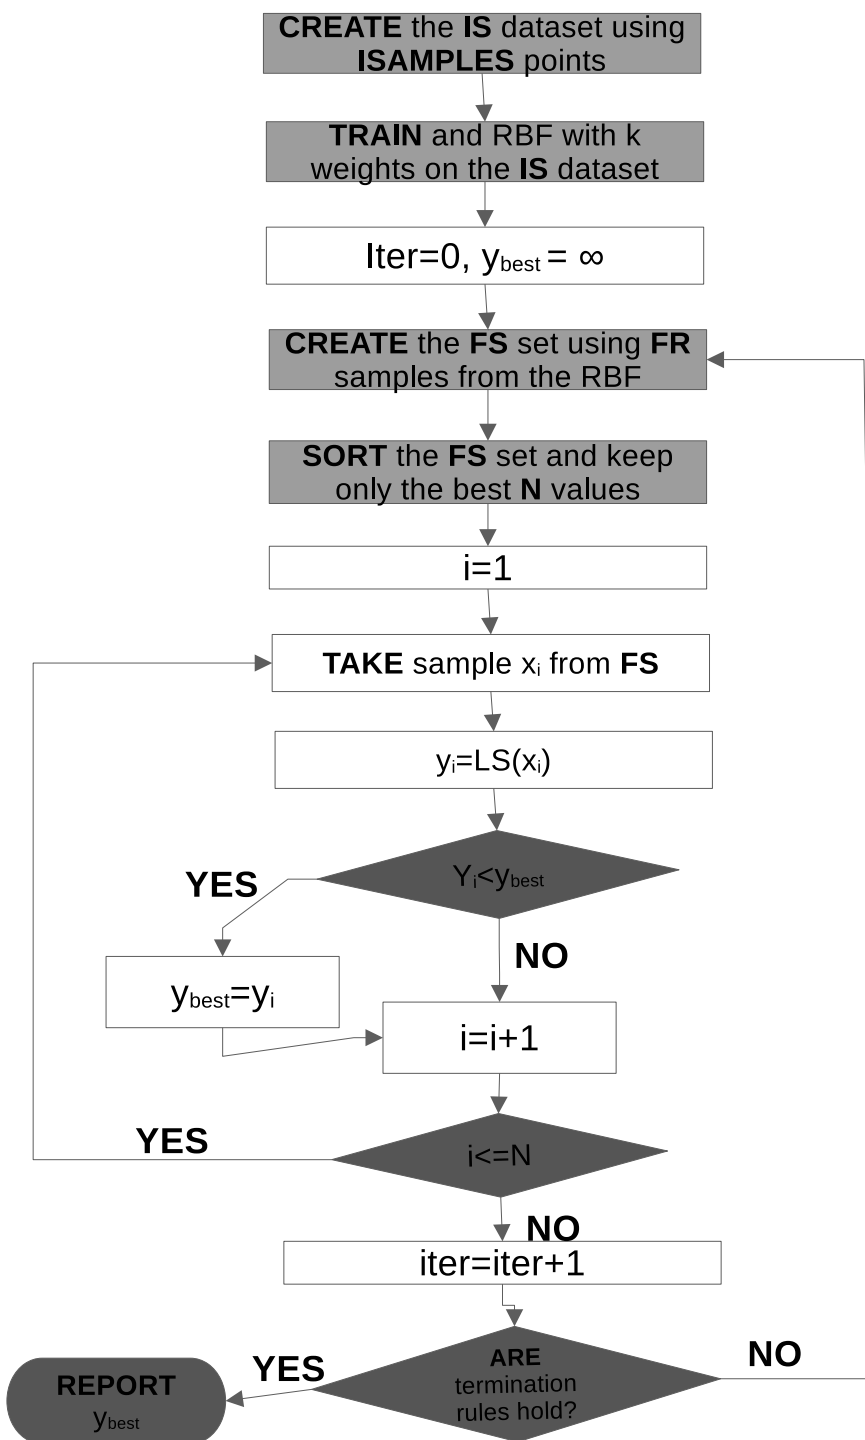 CREATE the IS dataset using
ISAMPLES points
TRAIN and RBF with k
weights on the IS dataset
Iter=0, ybest = ∞
CREATE the FS set using FR
samples from the RBF
SORT the FS set and keep
only the best N values
i=1
TAKE sample xi from FS
yi=LS(xi)
Yi<ybest
YES
NO
ybest=yi
i=i+1
YES
i<=N
NO
iter=iter+1
ARE
termination
rules hold?
YES
NO
REPORT
ybest